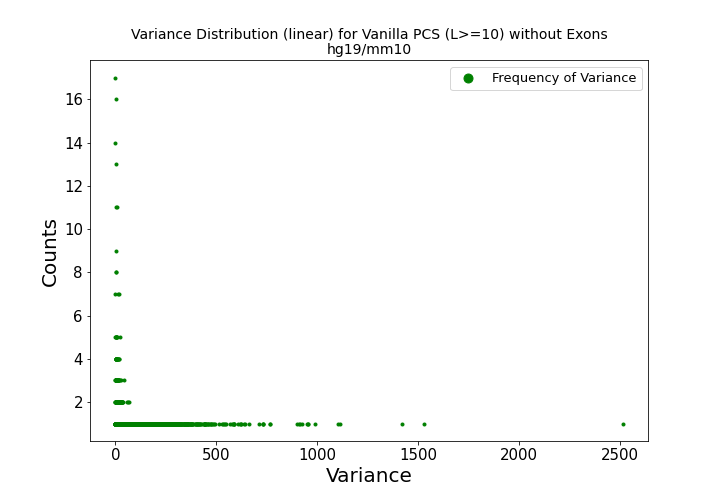 Variance Distribution (linear) for Vanilla PCS (L>=10) without Exons
hg19/mm10
Frequency of Variance
16
14
12
10
8
6
4
2
Counts
0 500 1000 1500 2000 2500
Variance